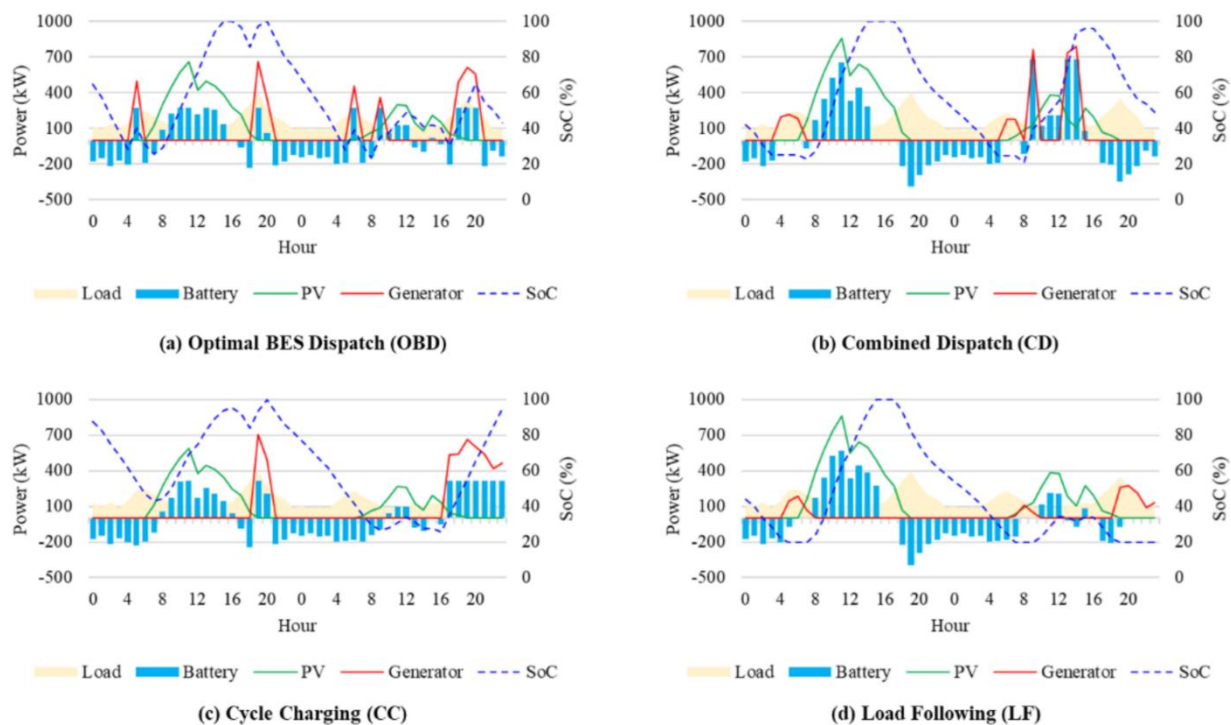 1000
700
400
100
-200
-500
Power (kW)
100
80
60
40
20
0
SoC (%)
0 4 8 12 16 20 0 4 8 12 16 20
Hour
Load Battery PV Generator SoC
(a) Optimal BES Dispatch (OBD)
1000
700
400
100
-200
-500
Power (kW)
100
80
60
40
20
0
SoC (%)
0 4 8 12 16 20 0 4 8 12 16 20
Hour
Load Battery PV Generator SoC
(b) Combined Dispatch (CD)
1000
700
400
100
-200
-500
Power (kW)
100
80
60
40
20
0
SoC (%)
0 4 8 12 16 20 0 4 8 12 16 20
Hour
Load Battery PV Generator SoC
(c) Cycle Charging (CC)
1000
700
400
100
-200
-500
Power (kW)
100
80
60
40
20
0
SoC (%)
0 4 8 12 16 20 0 4 8 12 16 20
Hour
Load Battery PV Generator SoC
(d) Load Following (LF)